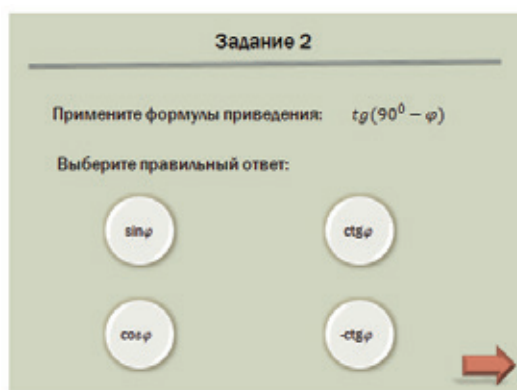 Задание 2
Примените формулы приведения: tg(90⁰ − φ)
Выберите правильный ответ:
sinφ ctgφ
cosφ -ctgφ